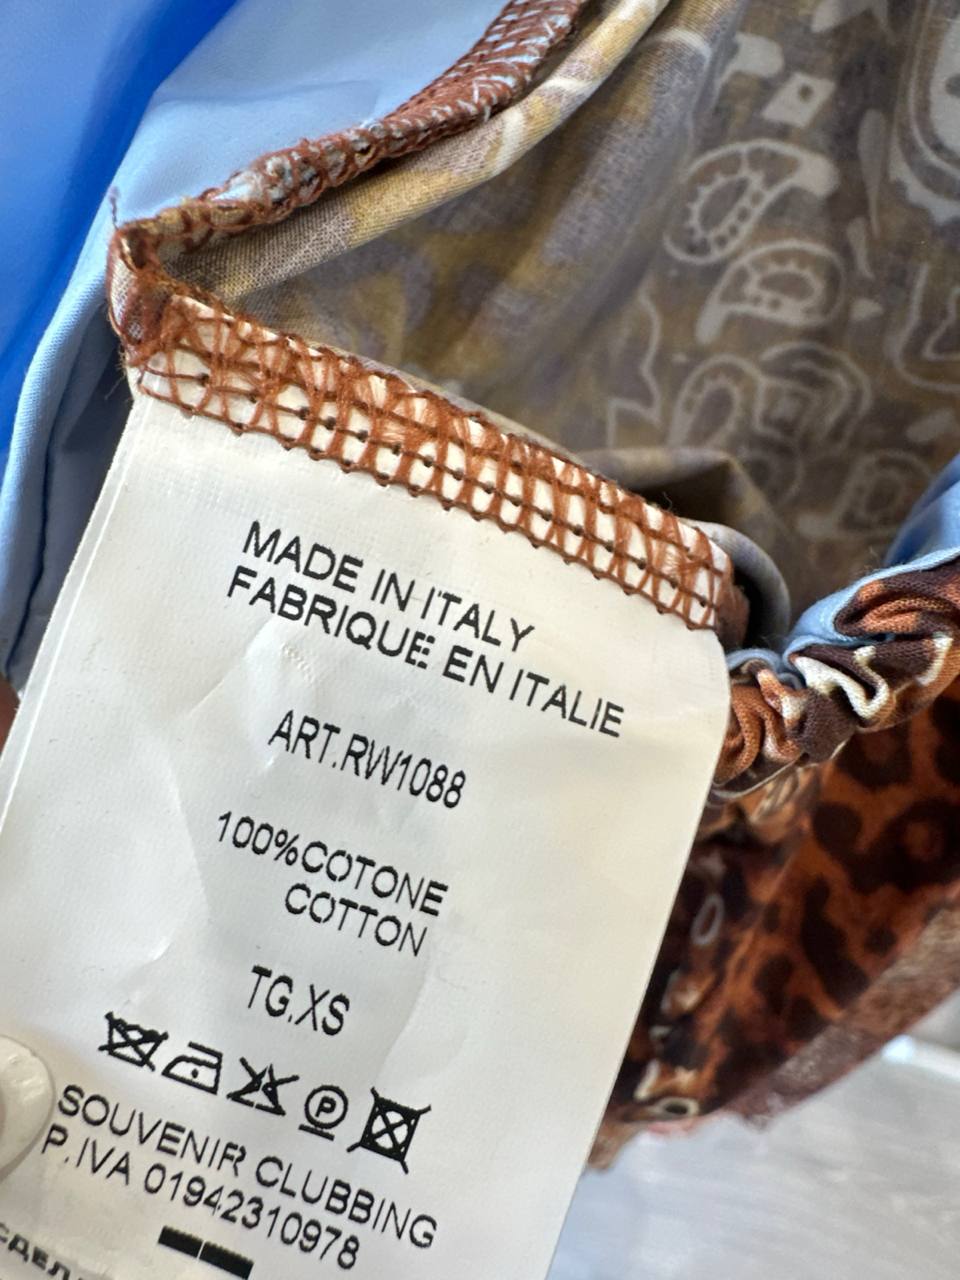 MADE IN ITALY
FABRIQUE EN ITALIE
ART.RW1088
100%COTONE
COTTON
TG.XS
P
SOUVENIR CLUBBING
P.IVA 01942310978